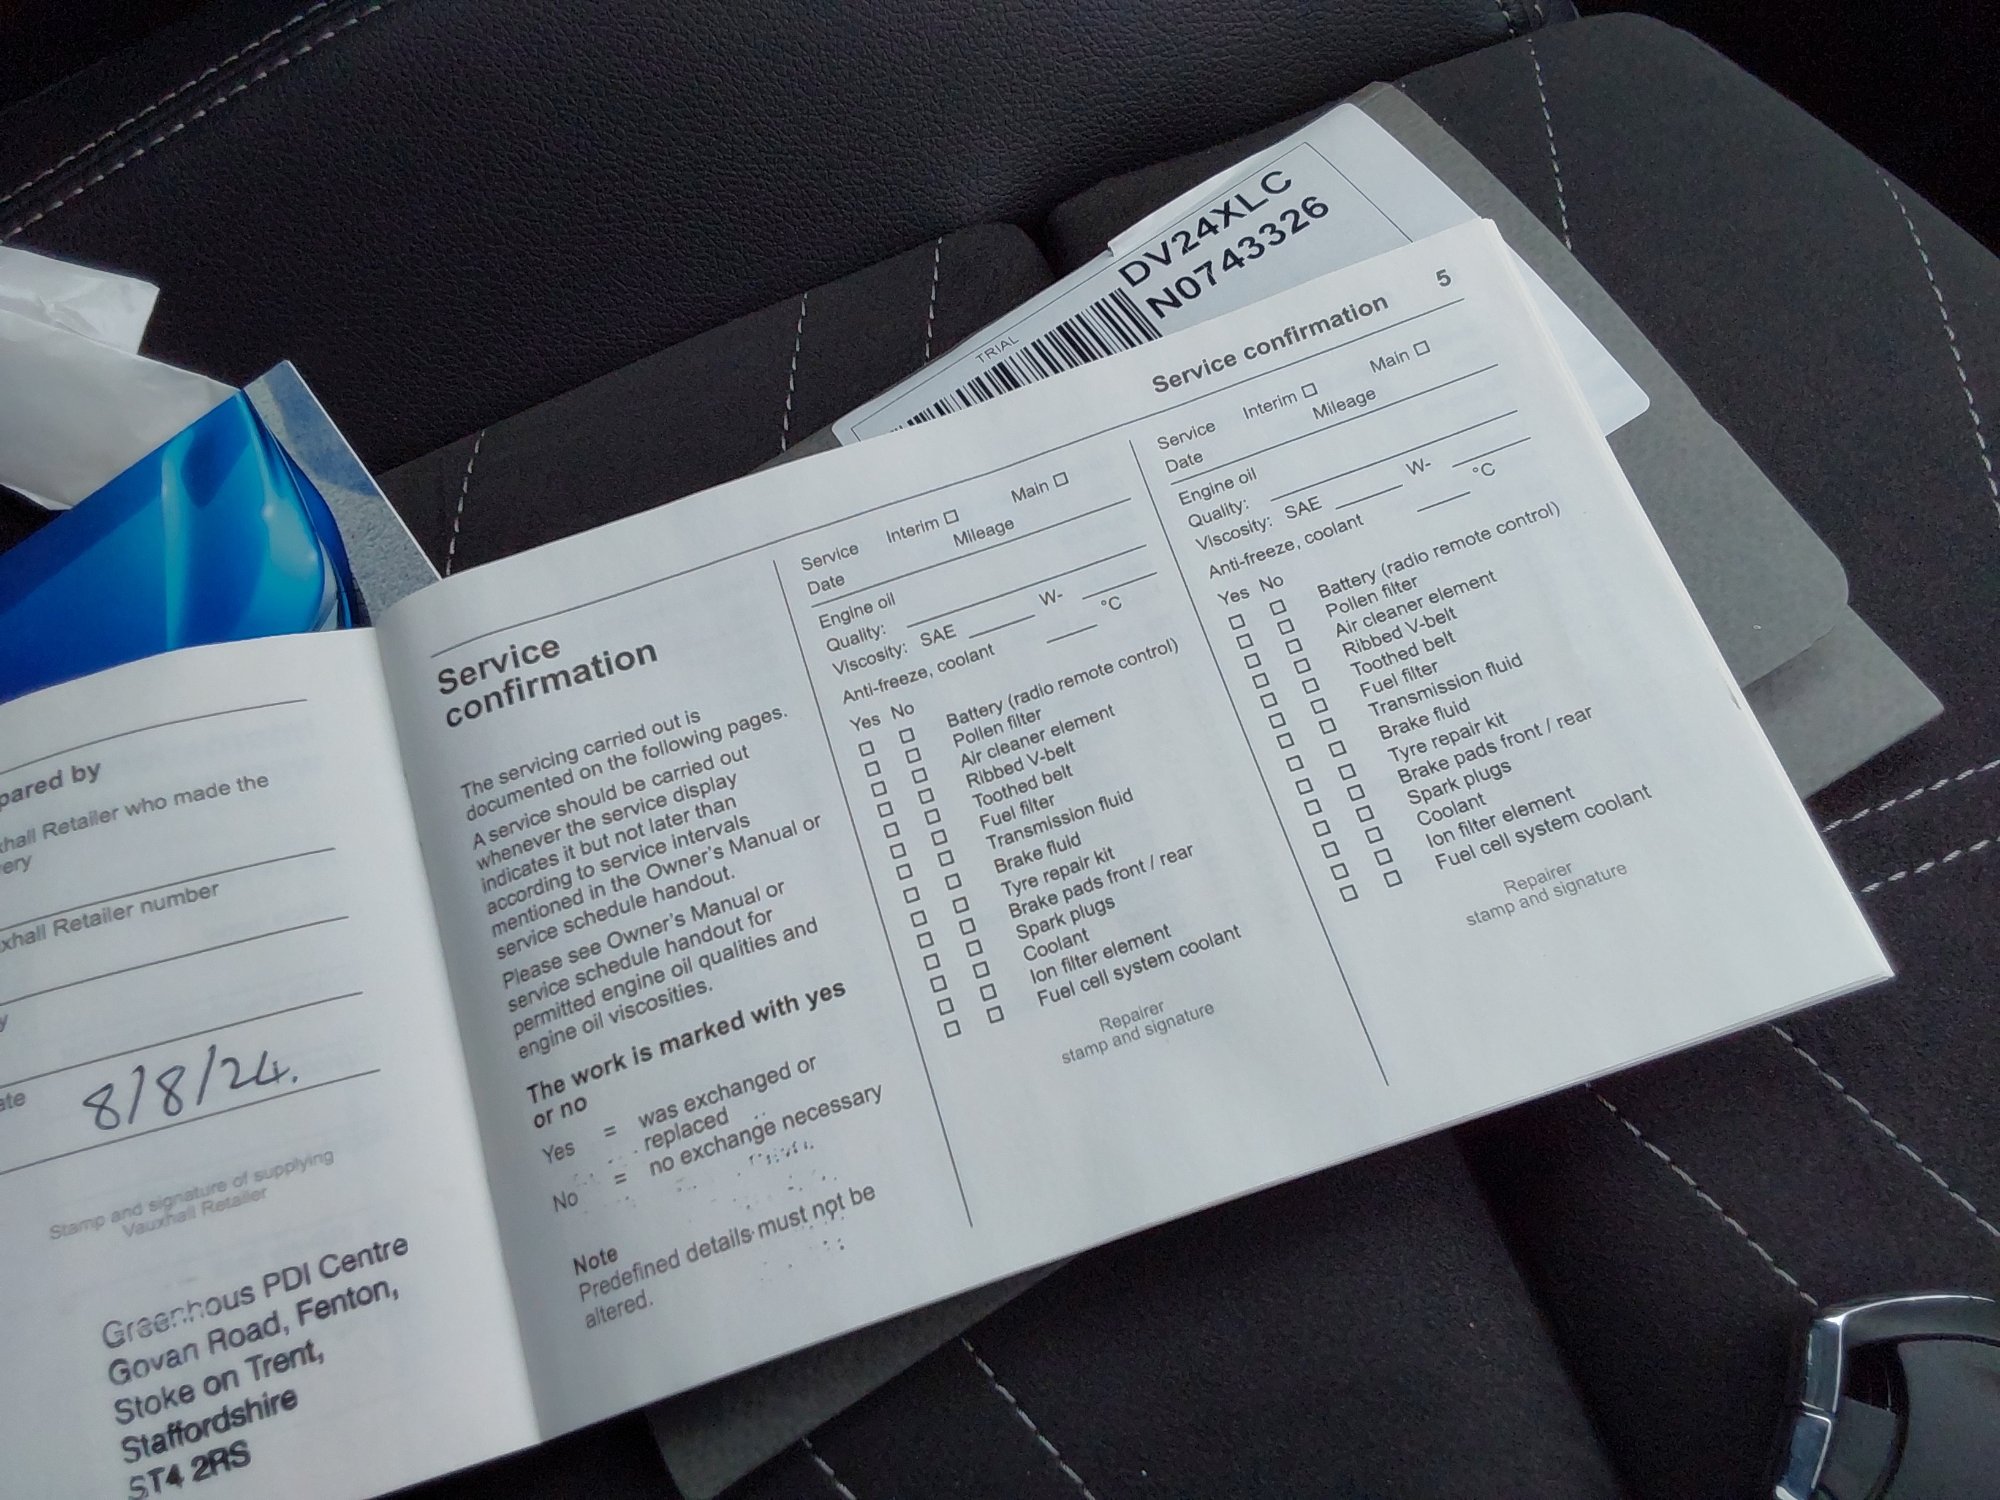 TRIAL
DV24XLC
N0743326
pared by
xhall Retailer who made the
ery
xhall Retailer number
y
ate 8/8/24.
Stamp and signature of supplying
Vauxhall Retailer
Greenhous PDI Centre
Govan Road, Fenton,
Stoke on Trent,
Staffordshire
ST4 2RS
Service confirmation 5
Service
confirmation
The servicing carried out is
documented on the following pages.
A service should be carried out
whenever the service display
indicates it but not later than
according to service intervals
mentioned in the Owner's Manual or
service schedule handout.
Please see Owner's Manual or
service schedule handout for
permitted engine oil qualities and
engine oil viscosities.
The work is marked with yes
or no
Yes = was exchanged or
replaced
No = no exchange necessary
Note
Predefined details must not be
altered.
Service Interim Main
Date Mileage
Engine oil
Quality:
Viscosity: SAE W-
Anti-freeze, coolant °C
Yes No
Battery (radio remote control)
Pollen filter
Air cleaner element
Ribbed V-belt
Toothed belt
Fuel filter
Transmission fluid
Brake fluid
Tyre repair kit
Brake pads front / rear
Spark plugs
Coolant
Ion filter element
Fuel cell system coolant
Repairer
stamp and signature
Service Interim Main
Date Mileage
Engine oil
Quality:
Viscosity: SAE W-
Anti-freeze, coolant °C
Yes No
Battery (radio remote control)
Pollen filter
Air cleaner element
Ribbed V-belt
Toothed belt
Fuel filter
Transmission fluid
Brake fluid
Tyre repair kit
Brake pads front / rear
Spark plugs
Coolant
Ion filter element
Fuel cell system coolant
Repairer
stamp and signature